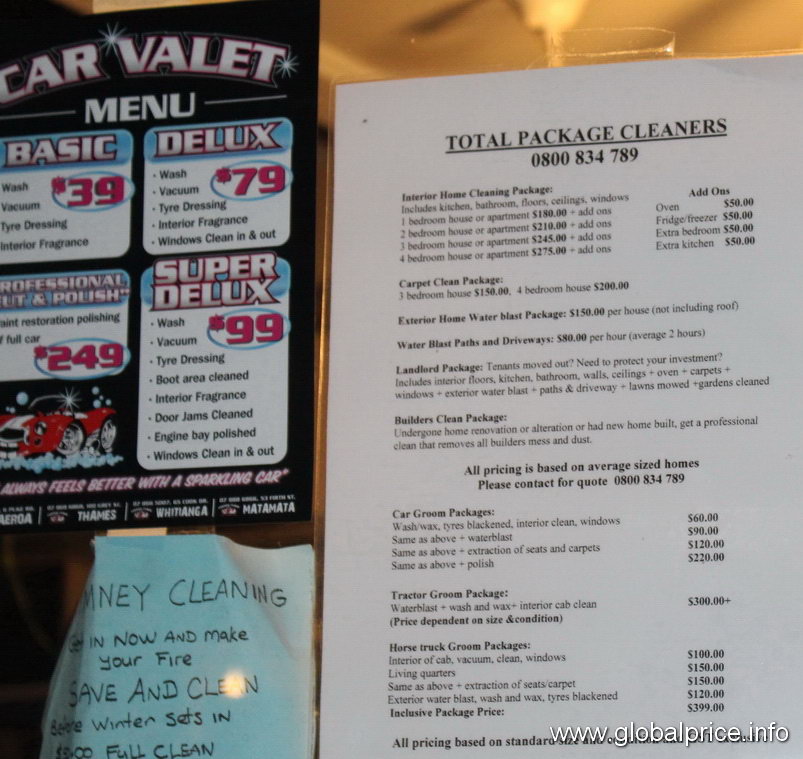 CAR VALET
MENU
BASIC
$39
Wash
Vacuum
Tyre Dressing
Interior Fragrance
DELUX
$79
· Wash
· Vacuum
· Tyre Dressing
· Interior Fragrance
· Windows Clean in & out
ROFESSIONAL
UT & POLISH"
aint restoration polishing
f full car
$249
SUPER
DELUX
$99
· Wash
· Vacuum
· Tyre Dressing
· Boot area cleaned
· Interior Fragrance
· Door Jams Cleaned
· Engine bay polished
· Windows Clean in & out
ALWAYS FEELS BETTER WITH A SPARKLING CAR"
AEROA | THAMES | WHITIANGA | MATAMATA
MNEY CLEANING
IN NOW AND make
your Fire
SAVE AND CLEAN
Before Winter sets IN
FULL CLEAN
TOTAL PACKAGE CLEANERS
0800 834 789
Interior Home Cleaning Package:
Includes kitchen, bathroom, floors, ceilings, windows
1 bedroom house or apartment $180.00 + add ons
2 bedroom house or apartment $210.00 + add ons
3 bedroom house or apartment $245.00 + add ons
4 bedroom house or apartment $275.00 + add ons
Add Ons
Oven $50.00
Fridge/freezer $50.00
Extra bedroom $50.00
Extra kitchen $50.00
Carpet Clean Package:
3 bedroom house $150.00, 4 bedroom house $200.00
Exterior Home Water blast Package: $150.00 per house (not including roof)
Water Blast Paths and Driveways: $80.00 per hour (average 2 hours)
Landlord Package: Tenants moved out? Need to protect your investment?
Includes interior floors, kitchen, bathroom, walls, ceilings + oven + carpets +
windows + exterior water blast + paths & driveway + lawns mowed +gardens cleaned
Builders Clean Package:
Undergone home renovation or alteration or had new home built, get a professional
clean that removes all builders mess and dust.
All pricing is based on average sized homes
Please contact for quote 0800 834 789
Car Groom Packages:
Wash/wax, tyres blackened, interior clean, windows $60.00
Same as above + waterblast $90.00
Same as above + extraction of seats and carpets $120.00
Same as above + polish $220.00
Tractor Groom Package:
Waterblast + wash and wax+ interior cab clean $300.00+
(Price dependent on size &condition)
Horse truck Groom Packages:
Interior of cab, vacuum, clean, windows $100.00
Living quarters $150.00
Same as above + extraction of seats/carpet $150.00
Exterior water blast, wash and wax, tyres blackened $120.00
Inclusive Package Price: $399.00
All pricing based on standard size and
www.globalprice.info